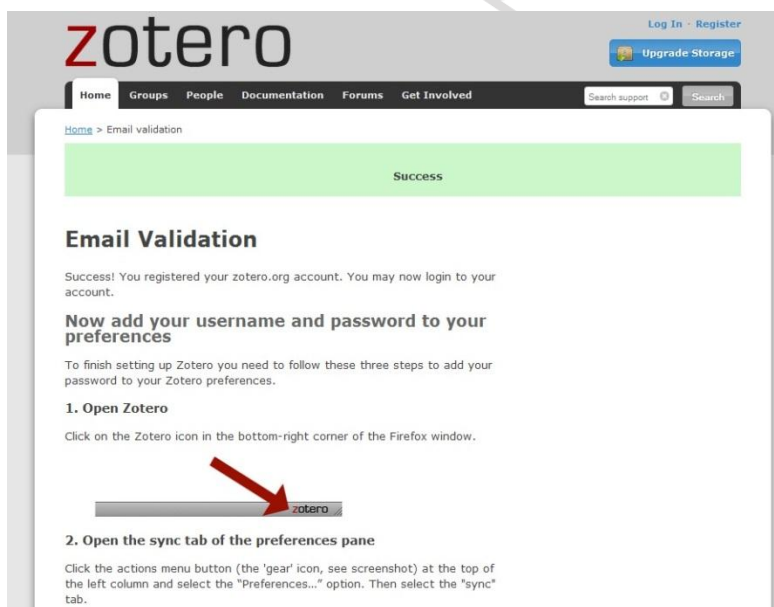 zotero
Log In · Register
Upgrade Storage
Home Groups People Documentation Forums Get Involved
Search support Search
Home > Email validation
Success
Email Validation
Success! You registered your zotero.org account. You may now login to your
account.
Now add your username and password to your
preferences
To finish setting up Zotero you need to follow these three steps to add your
password to your Zotero preferences.
1. Open Zotero
Click on the Zotero icon in the bottom-right corner of the Firefox window.
zotero
2. Open the sync tab of the preferences pane
Click the actions menu button (the 'gear' icon, see screenshot) at the top of
the left column and select the "Preferences..." option. Then select the "sync"
tab.